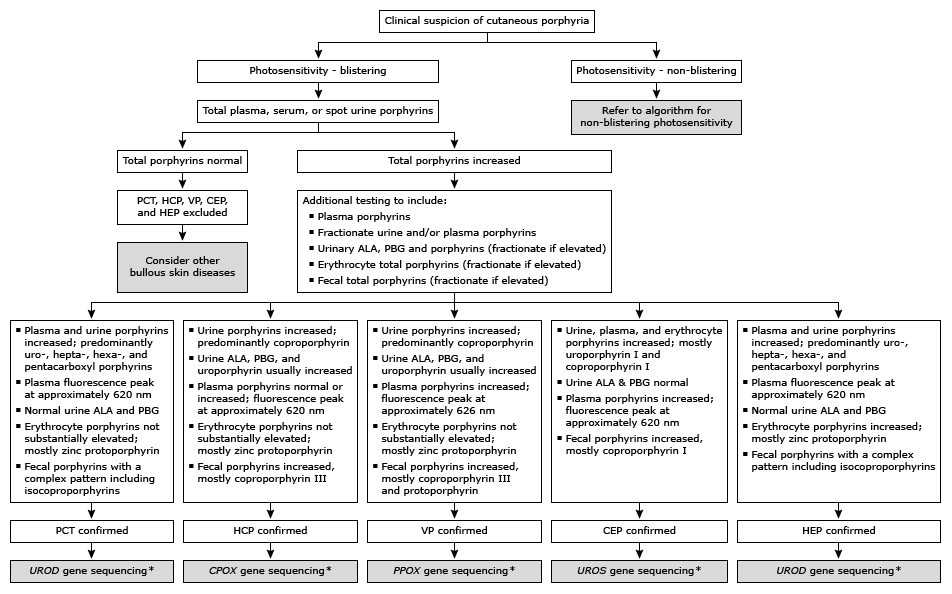 Clinical suspicion of cutaneous porphyria
Photosensitivity - blistering
Photosensitivity - non-blistering
Total plasma, serum, or spot urine porphyrins
Refer to algorithm for
non-blistering photosensitivity
Total porphyrins normal
Total porphyrins increased
PCT, HCP, VP, CEP,
and HEP excluded
Consider other
bullous skin diseases
Additional testing to include:
▪ Plasma porphyrins
▪ Fractionate urine and/or plasma porphyrins
▪ Urinary ALA, PBG and porphyrins (fractionate if elevated)
▪ Erythrocyte total porphyrins (fractionate if elevated)
▪ Fecal total porphyrins (fractionate if elevated)
▪ Plasma and urine porphyrins
increased; predominantly
uro-, hepta-, hexa-, and
pentacarboxyl porphyrins
▪ Plasma fluorescence peak
at approximately 620 nm
▪ Normal urine ALA and PBG
▪ Erythrocyte porphyrins not
substantially elevated;
mostly zinc protoporphyrin
▪ Fecal porphyrins with a
complex pattern including
isocoproporphyrins
PCT confirmed
UROD gene sequencing*
▪ Urine porphyrins increased;
predominantly coproporphyrin
▪ Urine ALA, PBG, and
uroporphyrin usually increased
▪ Plasma porphyrins normal or
increased; fluorescence peak
at approximately 620 nm
▪ Erythrocyte porphyrins not
substantially elevated;
mostly zinc protoporphyrin
▪ Fecal porphyrins increased,
mostly coproporphyrin III
HCP confirmed
CPOX gene sequencing*
▪ Urine porphyrins increased;
predominantly coproporphyrin
▪ Urine ALA, PBG, and
uroporphyrin usually increased
▪ Plasma porphyrins increased;
fluorescence peak at
approximately 626 nm
▪ Erythrocyte porphyrins not
substantially elevated;
mostly zinc protoporphyrin
▪ Fecal porphyrins increased,
mostly coproporphyrin III
and protoporphyrin
VP confirmed
PPOX gene sequencing*
▪ Urine, plasma, and erythrocyte
porphyrins increased; mostly
uroporphyrin I and
coproporphyrin I
▪ Urine ALA & PBG normal
▪ Plasma porphyrins increased;
fluorescence peak at
approximately 620 nm
▪ Fecal porphyrins increased,
mostly coproporphyrin I
CEP confirmed
UROS gene sequencing*
▪ Plasma and urine porphyrins
increased; predominantly uro-,
hepta-, hexa-, and
pentacarboxyl porphyrins
▪ Plasma fluorescence peak at
approximately 620 nm
▪ Normal urine ALA and PBG
▪ Erythrocyte porphyrins increased;
mostly zinc protoporphyrin
▪ Fecal porphyrins with a complex
pattern including isocoproporphyrins
HEP confirmed
UROD gene sequencing*